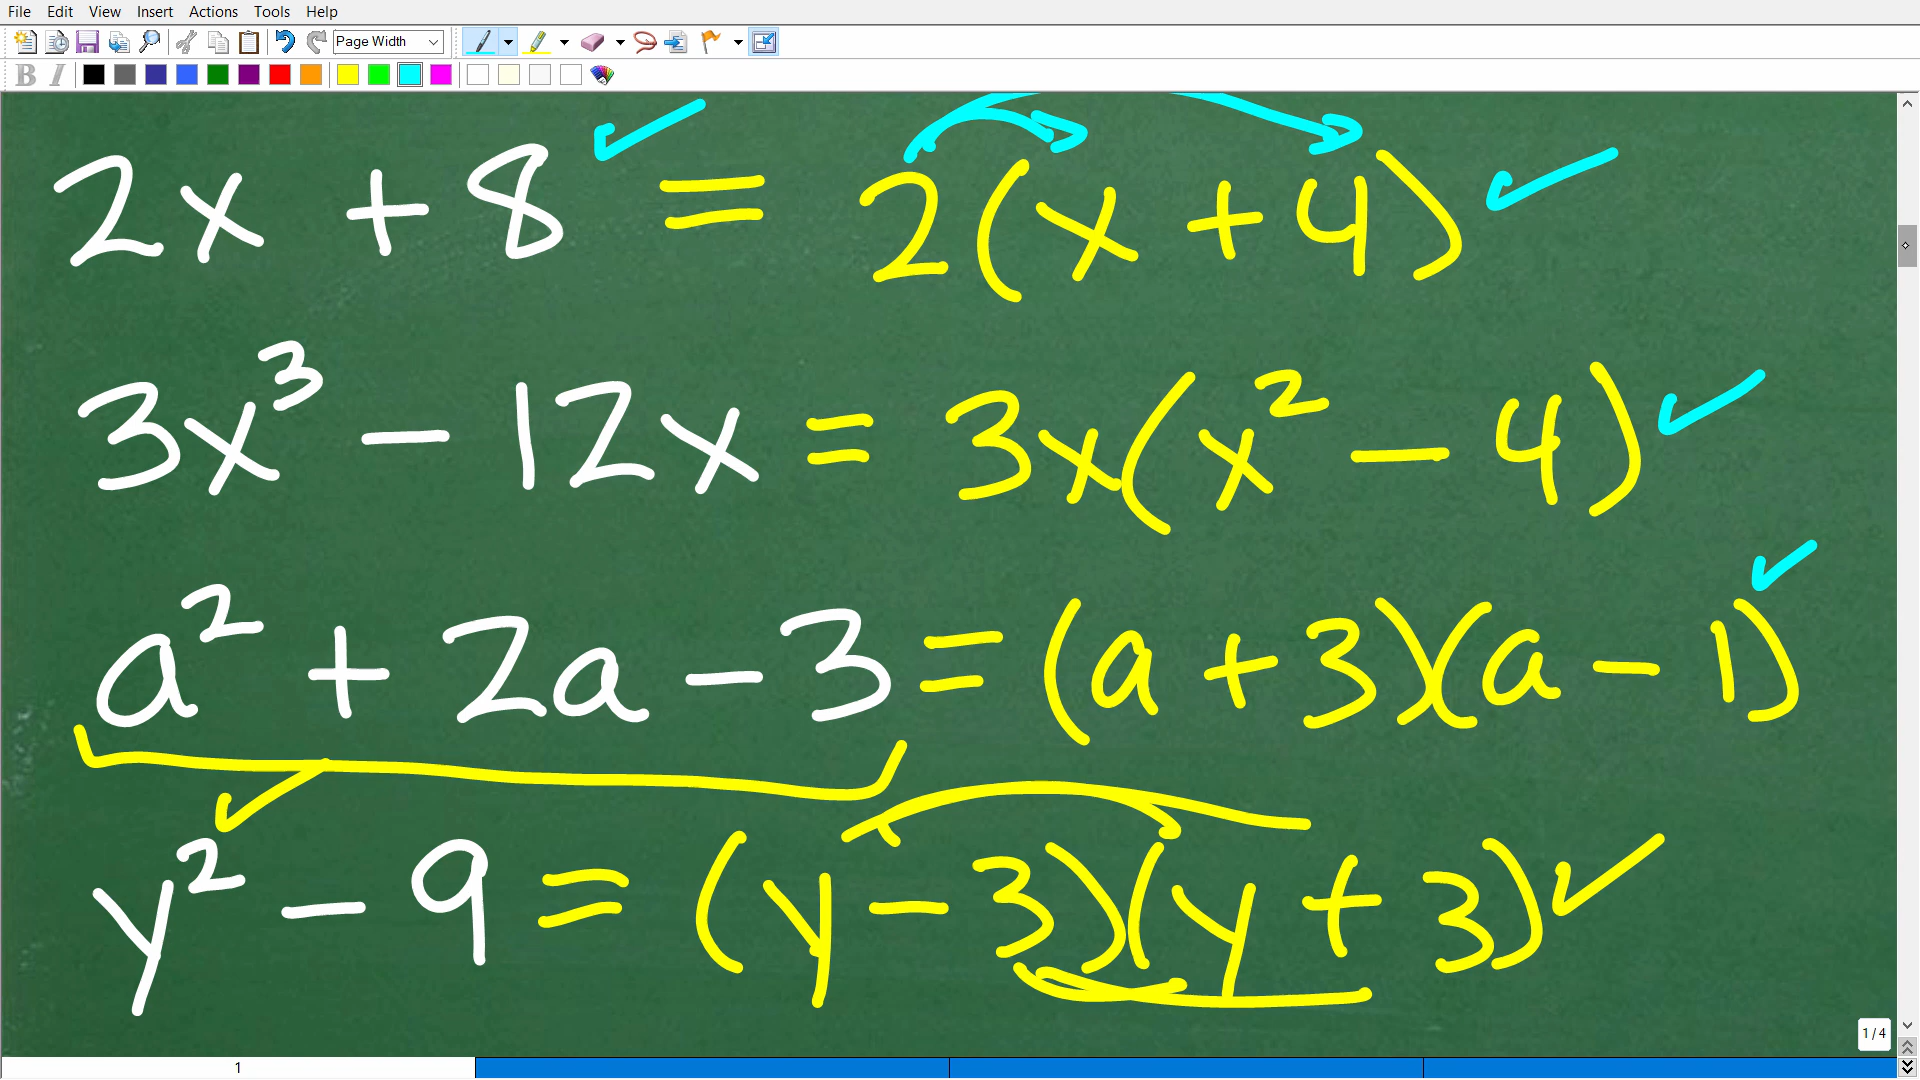 File Edit View Insert Actions Tools Help
Page Width
B I
2x + 8 = 2(x + 4)
3x³ - 12x = 3x(x² - 4)
a² + 2a - 3 = (a + 3)(a - 1)
y² - 9 = (y - 3)(y + 3)
1 / 4
1